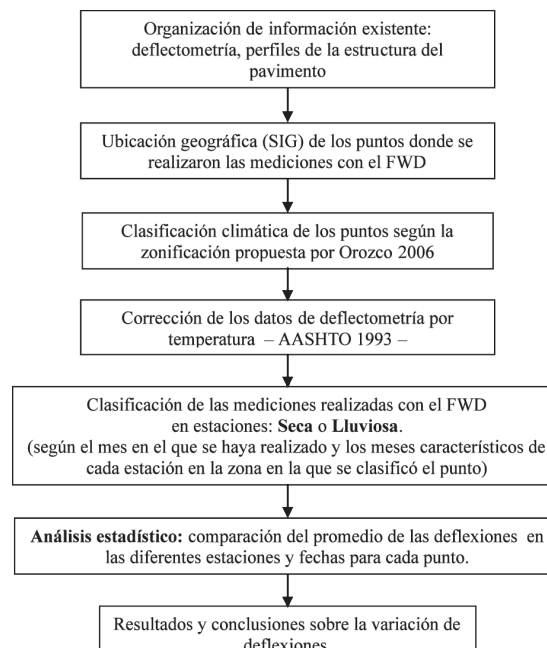 Organización de información existente:
deflectometría, perfiles de la estructura del
pavimento
Ubicación geográfica (SIG) de los puntos donde se
realizaron las mediciones con el FWD
Clasificación climática de los puntos según la
zonificación propuesta por Orozco 2006
Corrección de los datos de deflectometría por
temperatura – AASHTO 1993 –
Clasificación de las mediciones realizadas con el FWD
en estaciones: Seca o Lluviosa.
(según el mes en el que se haya realizado y los meses característicos de
cada estación en la zona en la que se clasificó el punto)
Análisis estadístico: comparación del promedio de las deflexiones en
las diferentes estaciones y fechas para cada punto.
Resultados y conclusiones sobre la variación de
deflexiones